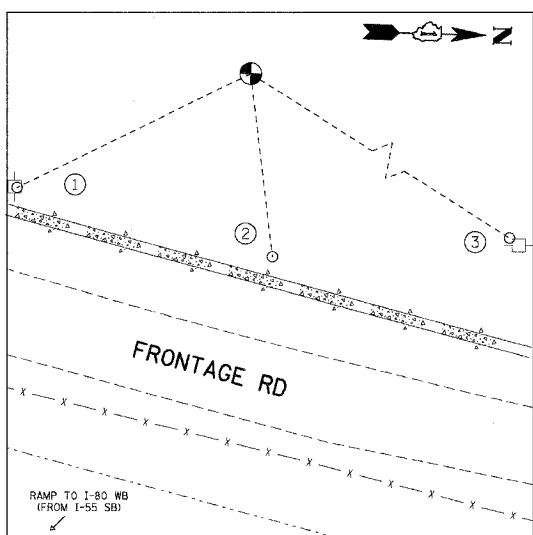 N
1
2
3
FRONTAGE RD
x x x x x x x x x x x x
RAMP TO I-80 WB
(FROM I-55 SB)